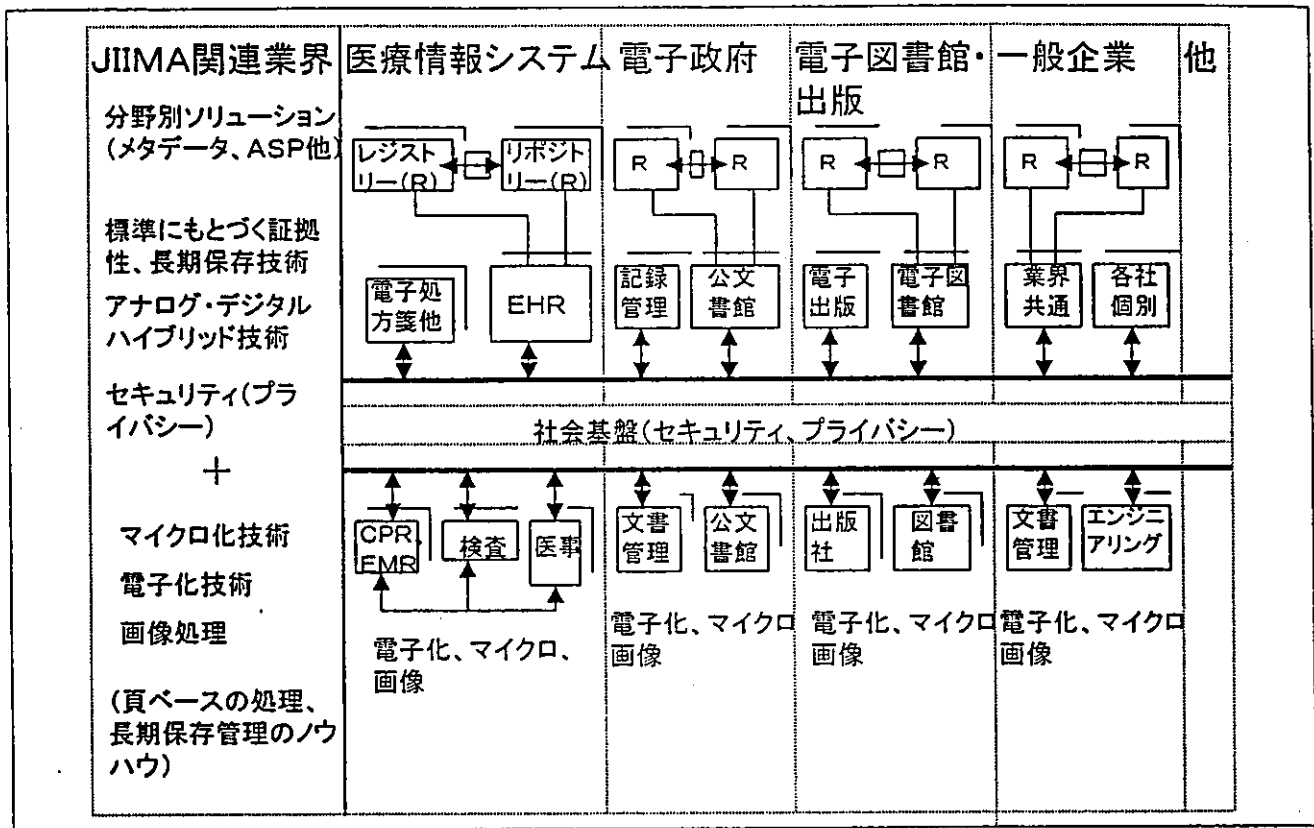 JIIMA関連業界
医療情報システム
電子政府
電子図書館・
出版
一般企業
他
分野別ソリューション
(メタデータ、ASP他)
標準にもとづく証拠
性、長期保存技術
アナログ・デジタル
ハイブリッド技術
セキュリティ(プラ
イバシー)
+
マイクロ化技術
電子化技術
画像処理
(頁ベースの処理、
長期保存管理のノウ
ハウ)
レジスト
リー(R)
リポジト
リー(R)
R
R
R
R
R
R
電子処
方箋他
EHR
記録
管理
公文
書館
電子
出版
電子図
書館
業界
共通
各社
個別
社会基盤(セキュリティ、プライバシー)
CPR,
EMR
検査
医事
文書
管理
公文
書館
出版
社
図書
館
文書
管理
エンジニ
アリング
電子化、マイクロ、
画像
電子化、マイクロ
画像
電子化、マイクロ
画像
電子化、マイクロ
画像